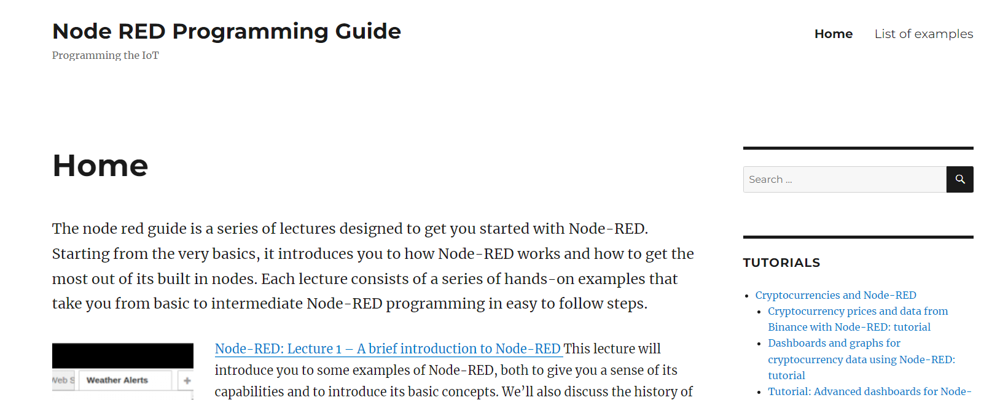 Node RED Programming Guide
Programming the IoT
Home
List of examples
Home
The node red guide is a series of lectures designed to get you started with Node-RED.
Starting from the very basics, it introduces you to how Node-RED works and how to get the
most out of its built in nodes. Each lecture consists of a series of hands-on examples that
take you from basic to intermediate Node-RED programming in easy to follow steps.
Web S
Weather Alerts
+
Node-RED: Lecture 1 – A brief introduction to Node-RED This lecture will
introduce you to some examples of Node-RED, both to give you a sense of its
capabilities and to introduce its basic concepts. We’ll also discuss the history of
Search ...
TUTORIALS
• Cryptocurrencies and Node-RED
• Cryptocurrency prices and data from
Binance with Node-RED: tutorial
• Dashboards and graphs for
cryptocurrency data using Node-RED:
tutorial
• Tutorial: Advanced dashboards for Node-